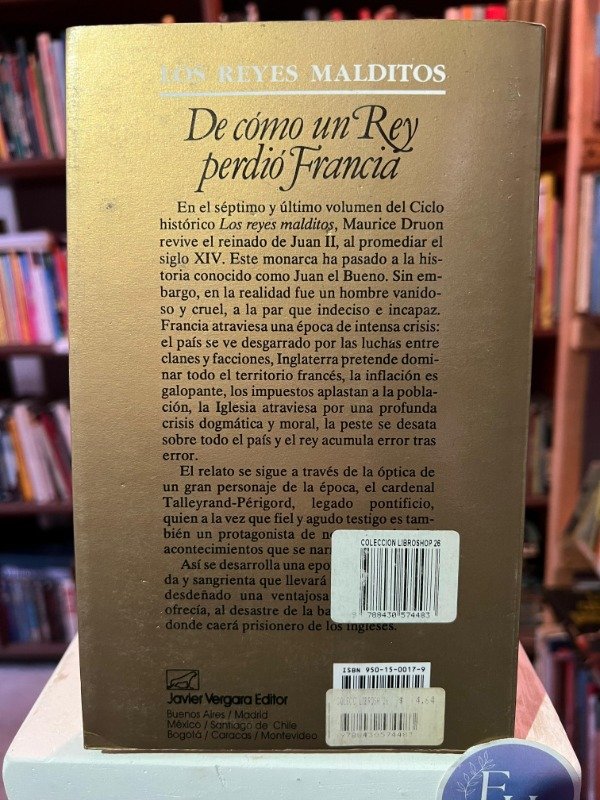 LOS REYES MALDITOS
De cómo un Rey
perdió Francia
En el séptimo y último volumen del Ciclo
histórico Los reyes malditos, Maurice Druon
revive el reinado de Juan II, al promediar el
siglo XIV. Este monarca ha pasado a la his-
toria conocido como Juan el Bueno. Sin em-
bargo, en la realidad fue un hombre vanido-
so y cruel, a la par que indeciso e incapaz.
Francia atraviesa una época de intensa crisis:
el país se ve desgarrado por las luchas entre
clanes y facciones, Inglaterra pretende domi-
nar todo el territorio francés, la inflación es
galopante, los impuestos aplastan a la pobla-
ción, la Iglesia atraviesa por una profunda
crisis dogmática y moral, la peste se desata
sobre todo el país y el rey acumula error tras
error.
El relato se sigue a través de la óptica de
un gran personaje de la época, el cardenal
Talleyrand-Périgord, legado pontificio,
quien a la vez que fiel y agudo testigo es tam-
bién un protagonista de
acontecimientos que se
Así se desarrolla una
da y sangrienta que llevará
desdeñado una ventajosa
ofrecía, al desastre de la
donde caerá prisionero de los ingleses.
COLECCION LIBROSHOP 26
9 788430 574483
ISBN 950-15-0017-9
Javier Vergara Editor
Buenos Aires / Madrid
México / Santiago de Chile
Bogotá / Caracas / Montevideo
$ 4.64
9788430574483